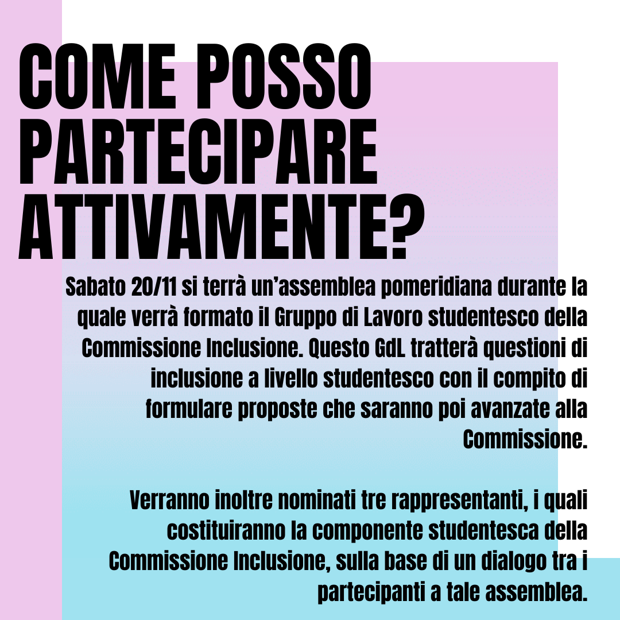 COME POSSO
PARTECIPARE
ATTIVAMENTE?
Sabato 20/11 si terrà un'assemblea pomeridiana durante la
quale verrà formato il Gruppo di Lavoro studentesco della
Commissione Inclusione. Questo GdL tratterà questioni di
inclusione a livello studentesco con il compito di
formulare proposte che saranno poi avanzate alla
Commissione.
Verranno inoltre nominati tre rappresentanti, i quali
costituiranno la componente studentesca della
Commissione Inclusione, sulla base di un dialogo tra i
partecipanti a tale assemblea.